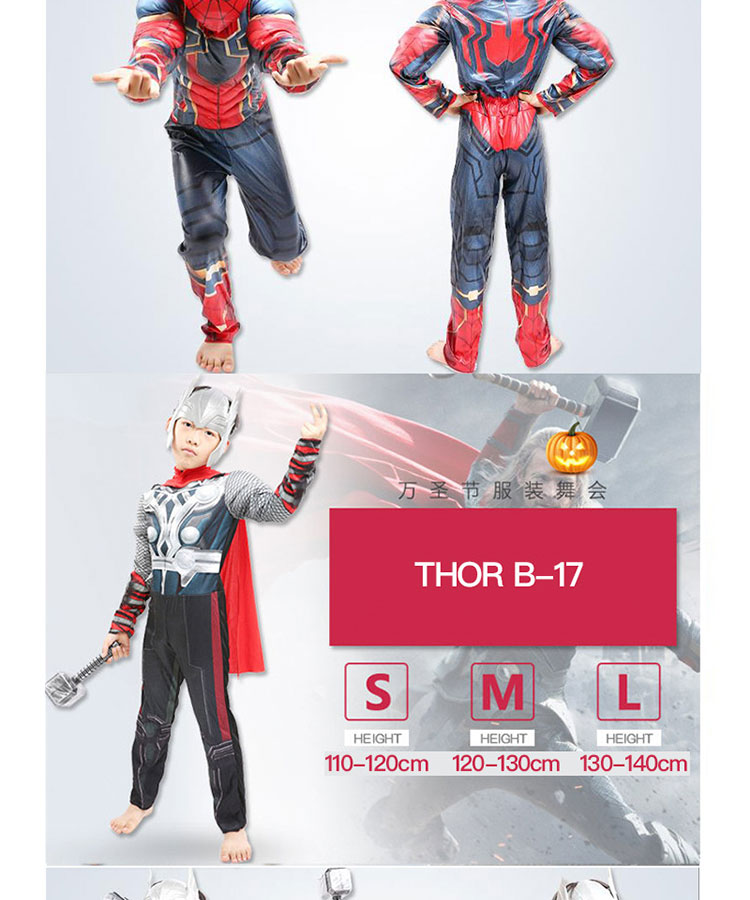 万圣节服装舞会
THOR B-17
S M L
HEIGHT HEIGHT HEIGHT
110-120cm 120-130cm 130-140cm